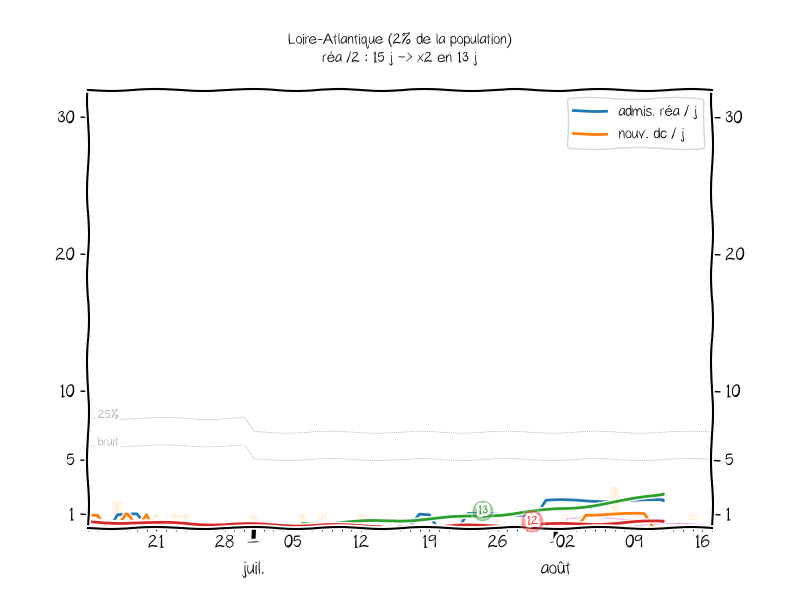 Loire-Atlantique (2% de la population)
réa /2 : 15 j -> x2 en 13 j
admis. réa / j
nouv. dc / j
30
30
20
20
10
10
25%
bruit
5
5
13
12
1
1
21 28 05 12 19 26 02 09 16
juil. août